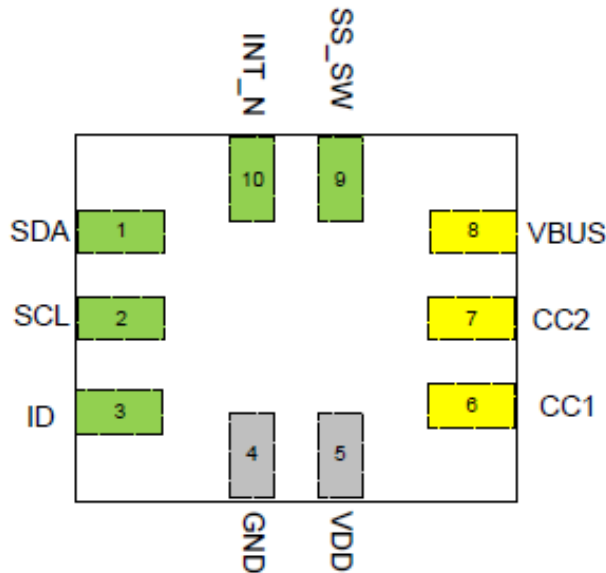 INT_N
SS_SW
10
9
SDA
1
8
VBUS
SCL
2
7
CC2
ID
3
6
CC1
4
5
GND
VDD